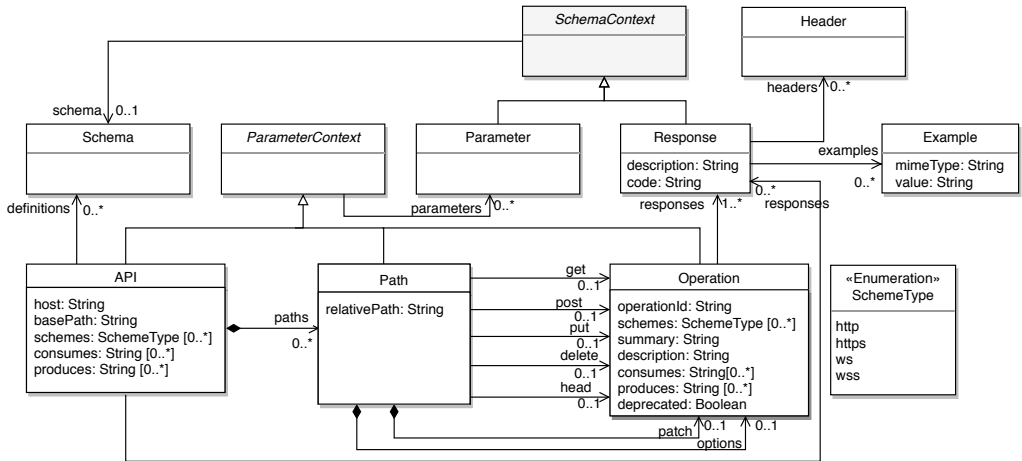 SchemaContext
Header
headers 0..*
schema 0..1
Schema
ParameterContext
Parameter
Response
description: String
code: String
Example
mimeType: String
value: String
examples
0..*
definitions 0..*
parameters 0..*
responses 1..*
0..*
responses
API
host: String
basePath: String
schemes: SchemeType [0..*]
consumes: String [0..*]
produces: String [0..*]
paths
0..*
Path
relativePath: String
get
0..1
post
0..1
put
0..1
delete
0..1
head
0..1
patch 0..1
options 0..1
Operation
operationId: String
schemes: SchemeType [0..*]
summary: String
description: String
consumes: String[0..*]
produces: String [0..*]
deprecated: Boolean
«Enumeration»
SchemeType
http
https
ws
wss